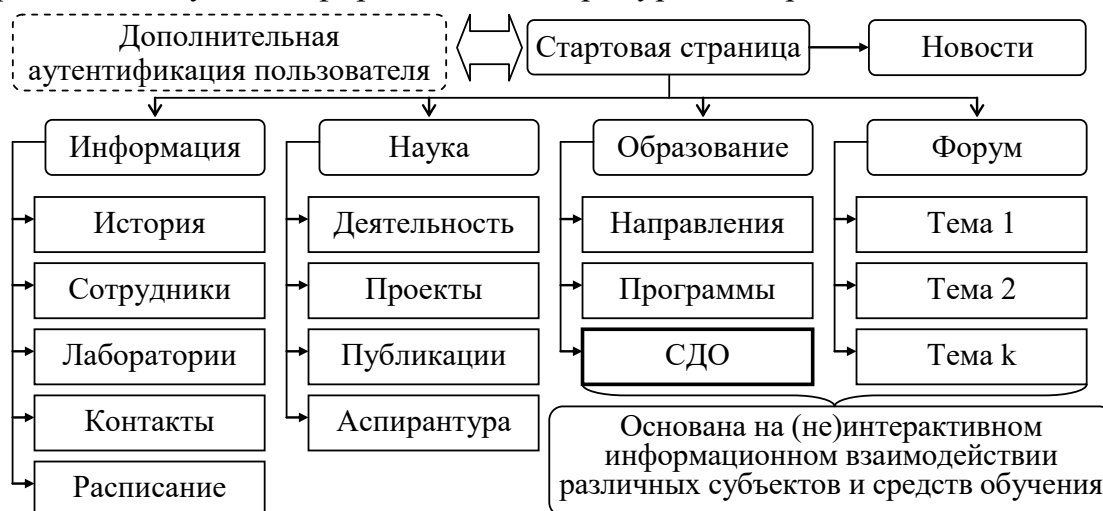 Дополнительная
аутентификация пользователя
Стартовая страница
Новости
Информация
Наука
Образование
Форум
История
Деятельность
Направления
Тема 1
Сотрудники
Проекты
Программы
Тема 2
Лаборатории
Публикации
СДО
Тема k
Контакты
Аспирантура
Расписание
Основана на (не)интерактивном
информационном взаимодействии
различных субъектов и средств обучения